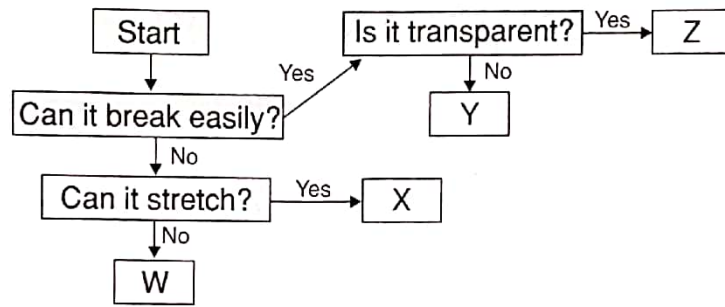 Start
Is it transparent?
Yes
Z
Yes
No
Can it break easily?
Y
No
Can it stretch?
Yes
X
No
W